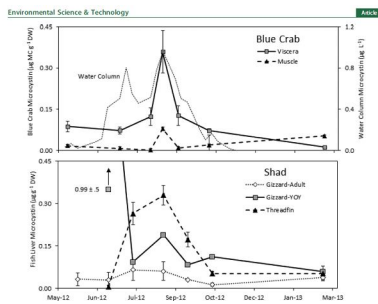 Environmental Science & Technology
Article
Blue Crab
Viscera
Muscle
Water Column
Blue Crab Microcystin (µg MC g-1 DW)
0.45
0.30
0.15
0.00
Water Column Microcystin (µg L-1)
1.2
0.8
0.4
0.0
Shad
Gizzard-Adult
Gizzard-YOY
Threadfin
0.99 ± .5
Fish Liver Microcystin (µg g-1 DW)
0.45
0.30
0.15
0.00
May-12 Jun-12 Jul-12 Sep-12 Oct-12 Dec-12 Jan-13 Mar-13